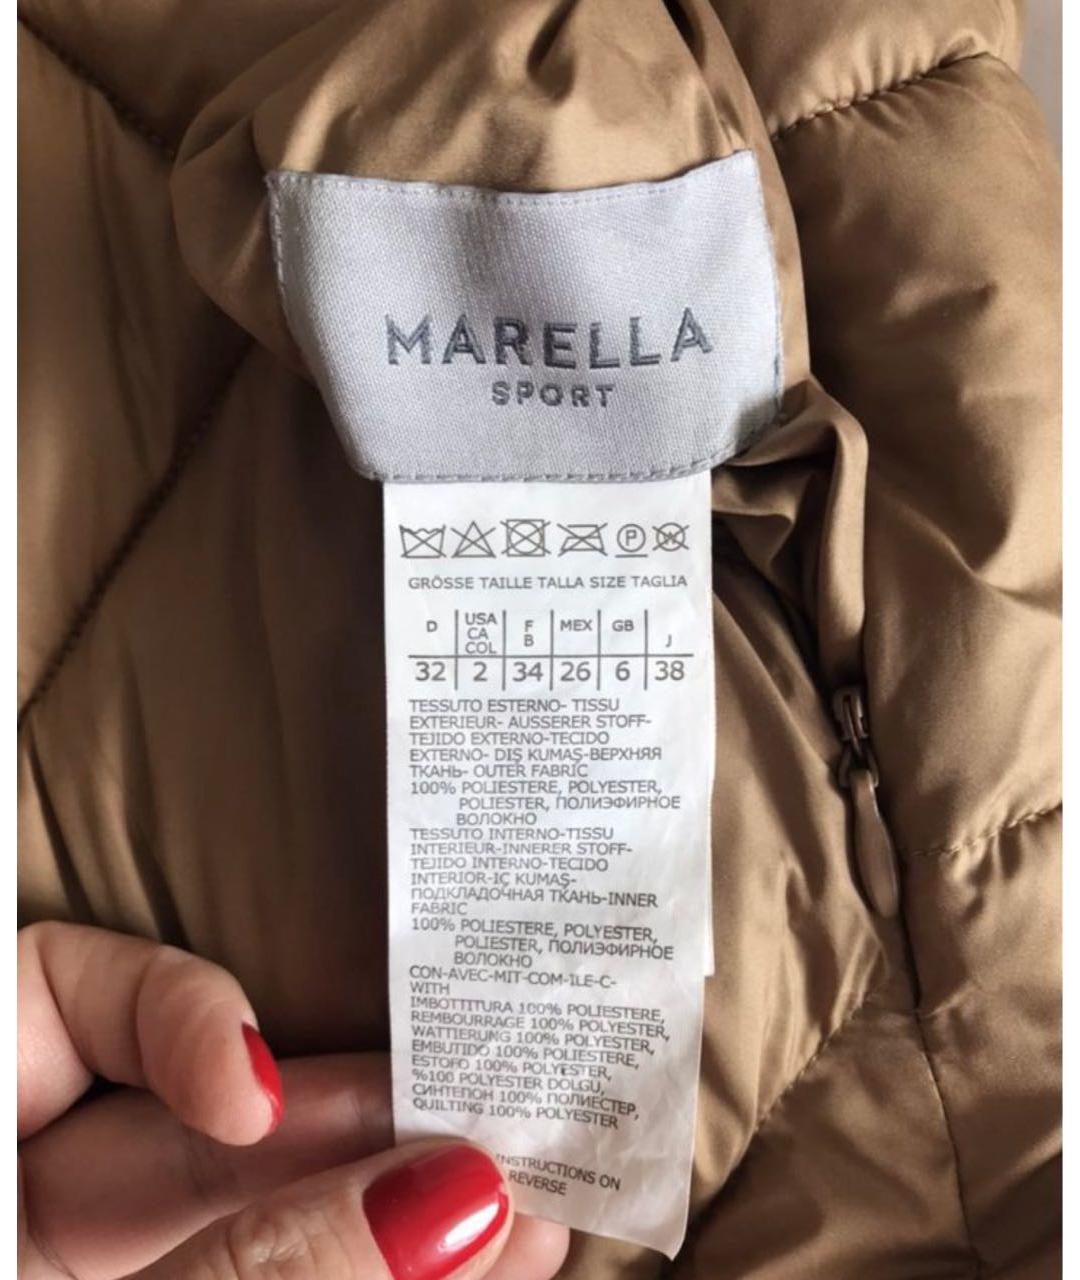 MARELLA
SPORT
GRÖSSE TAILLE TALLA SIZE TAGLIA
D USA CA COL F B MEX GB J
32 2 34 26 6 38
TESSUTO ESTERNO- TISSU
EXTERIEUR- AUSSERER STOFF-
TEJIDO EXTERNO-TECIDO
EXTERNO- DIŞ KUMAŞ-ВЕРХНЯЯ
ТКАНЬ- OUTER FABRIC
100% POLIESTERE, POLYESTER,
POLIESTER, ПОЛИЭФИРНОЕ
ВОЛОКНО
TESSUTO INTERNO-TISSU
INTERIEUR-INNERER STOFF-
TEJIDO INTERNO-TECIDO
INTERIOR-IÇ KUMAŞ-
ПОДКЛАДОЧНАЯ ТКАНЬ-INNER
FABRIC
100% POLIESTERE, POLYESTER,
POLIESTER, ПОЛИЭФИРНОЕ
ВОЛОКНО
CON-AVEC-MIT-COM-ILE-C-
WITH
IMBOTTITURA 100% POLIESTERE,
REMBOURRAGE 100% POLYESTER,
WATTIERUNG 100% POLYESTER,
EMBUTIDO 100% POLIESTERE,
ESTOFO 100% POLYESTER,
%100 POLYESTER DOLGU,
СИНТЕПОН 100% ПОЛИЕСТЕР,
QUILTING 100% POLYESTER
INSTRUCTIONS ON
REVERSE